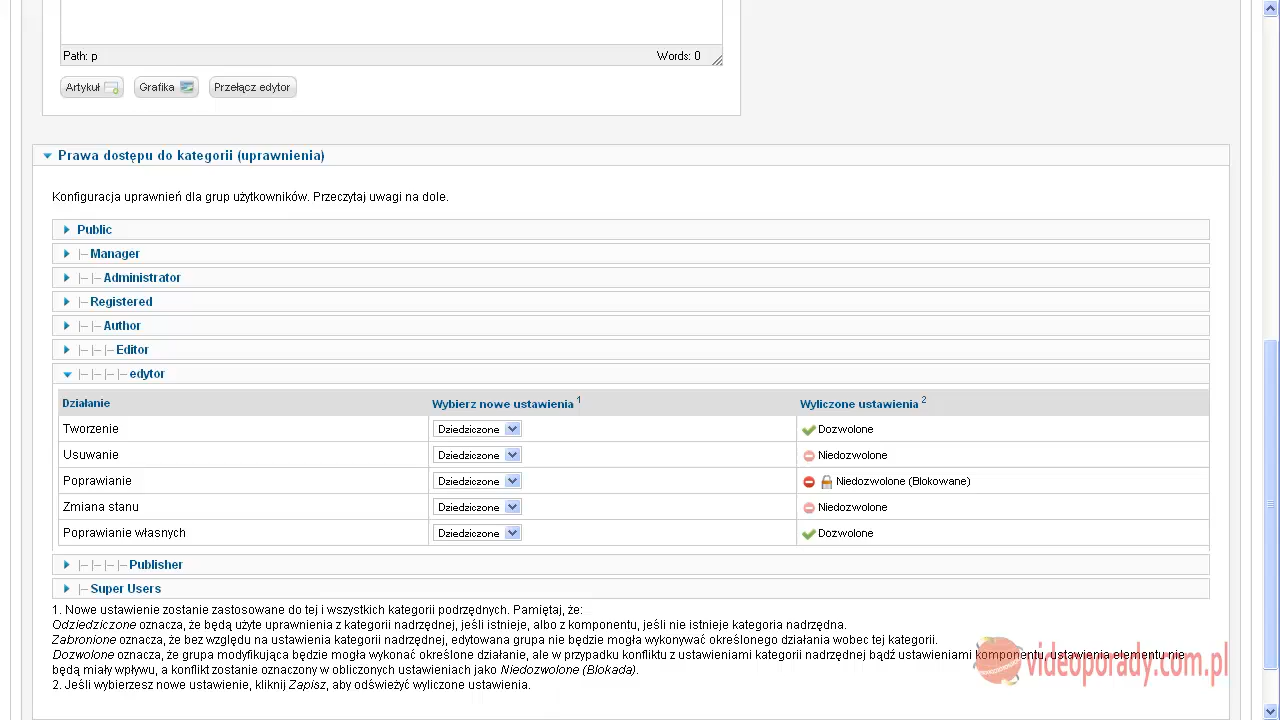 Path: p Words: 0
Artykuł Grafika Przełącz edytor
Prawa dostępu do kategorii (uprawnienia)
Konfiguracja uprawnień dla grup użytkowników. Przeczytaj uwagi na dole.
Public
|– Manager
|– |– Administrator
|– Registered
|– |– Author
|– |– |– Editor
|– |– |– |– edytor
Działanie Wybierz nowe ustawienia 1 Wyliczone ustawienia 2
Tworzenie Dziedziczone Dozwolone
Usuwanie Dziedziczone Niedozwolone
Poprawianie Dziedziczone Niedozwolone (Blokowane)
Zmiana stanu Dziedziczone Niedozwolone
Poprawianie własnych Dziedziczone Dozwolone
|– |– |– |– Publisher
|– Super Users
1. Nowe ustawienie zostanie zastosowane do tej i wszystkich kategorii podrzędnych. Pamiętaj, że:
Odziedziczone oznacza, że będą użyte uprawnienia z kategorii nadrzędnej, jeśli istnieje, albo z komponentu, jeśli nie istnieje kategoria nadrzędna.
Zabronione oznacza, że bez względu na ustawienia kategorii nadrzędnej, edytowana grupa nie będzie mogła wykonywać określonego działania wobec tej kategorii.
Dozwolone oznacza, że grupa modyfikująca będzie mogła wykonać określone działanie, ale w przypadku konfliktu z ustawieniami kategorii nadrzędnej bądź ustawieniami komponentu, ustawienia elementu nie
będą miały wpływu, a konflikt zostanie oznaczony w obliczonych ustawieniach jako Niedozwolone (Blokada).
2. Jeśli wybierzesz nowe ustawienie, kliknij Zapisz, aby odświeżyć wyliczone ustawienia.
videoporady.com.pl